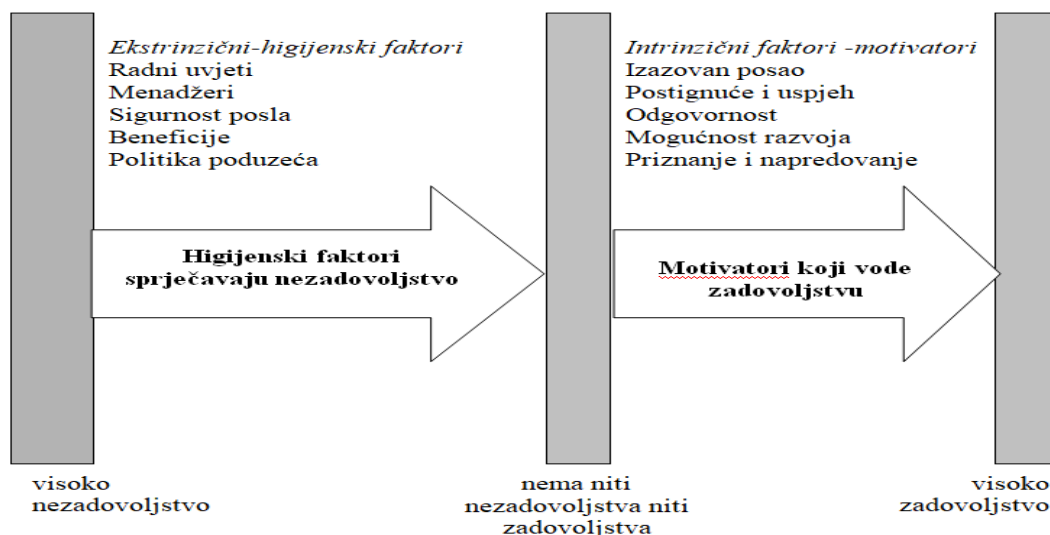 Ekstrinzični-higijenski faktori
Radni uvjeti
Menadžeri
Sigurnost posla
Beneficije
Politika poduzeća
Intrinzični faktori -motivatori
Izazovan posao
Postignuće i uspjeh
Odgovornost
Mogućnost razvoja
Priznanje i napredovanje
Higijenski faktori
sprječavaju nezadovoljstvo
Motivatori koji vode
zadovoljstvu
visoko
nezadovoljstvo
nema niti
nezadovoljstva niti
zadovoljstva
visoko
zadovoljstvo